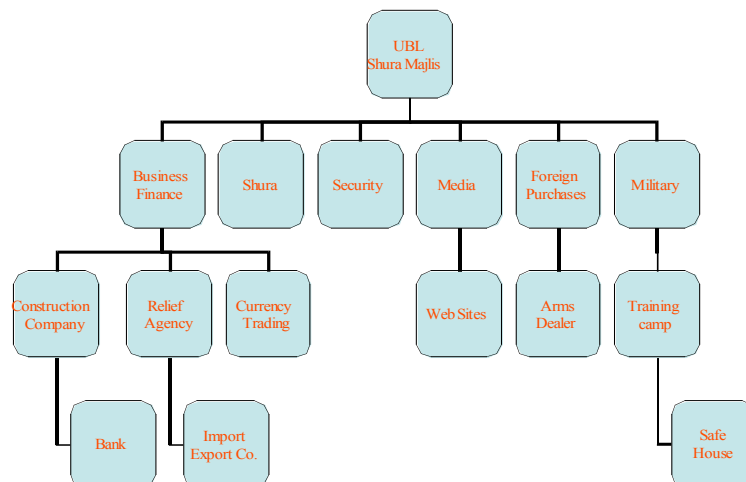 UBL
Shura Majlis
Business
Finance
Shura
Security
Media
Foreign
Purchases
Military
Construction
Company
Relief
Agency
Currency
Trading
Web Sites
Arms
Dealer
Training
camp
Bank
Import
Export Co.
Safe
House